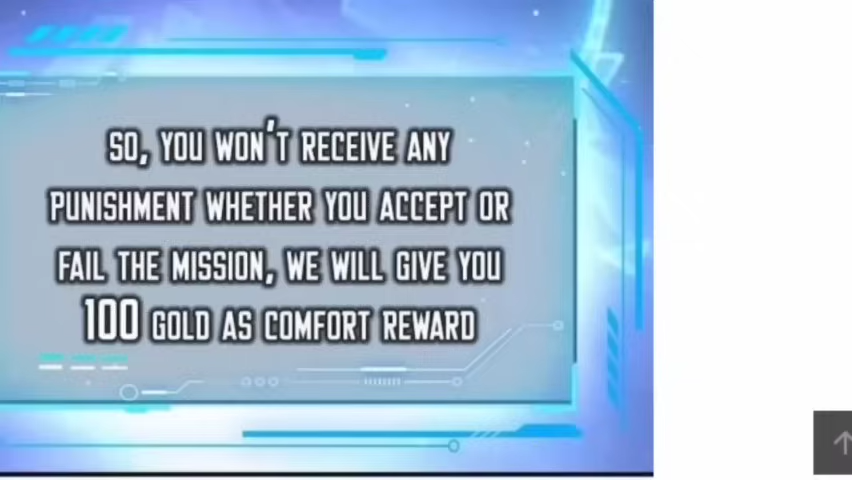 SO, YOU WON'T RECEIVE ANY
PUNISHMENT WHETHER YOU ACCEPT OR
FAIL THE MISSION, WE WILL GIVE YOU
100 GOLD AS COMFORT REWARD